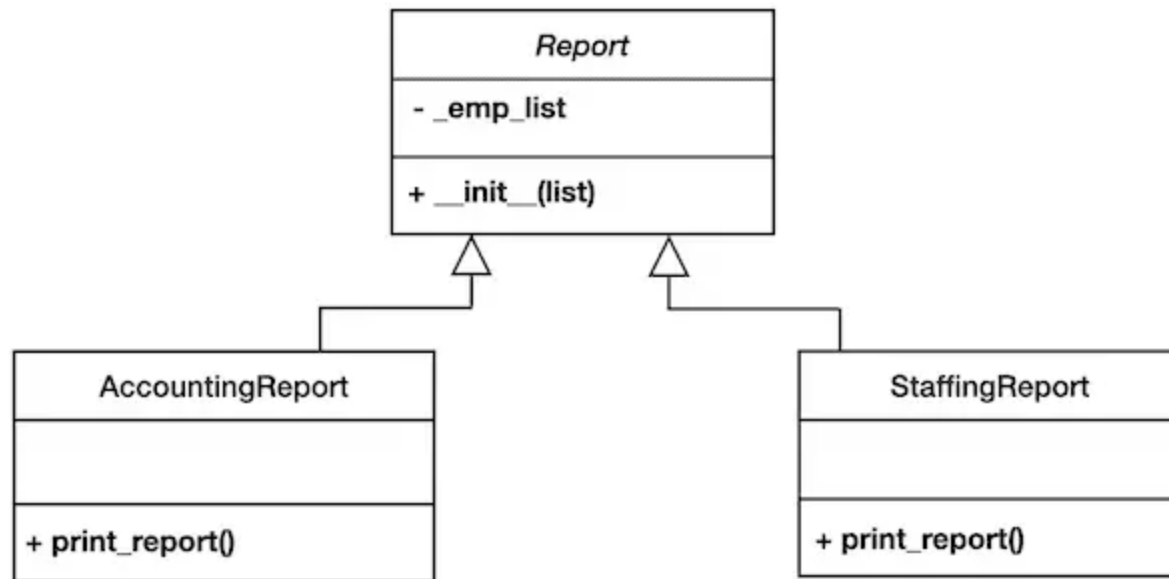 Report
- _emp_list
+ __init__(list)
AccountingReport
+ print_report()
StaffingReport
+ print_report()